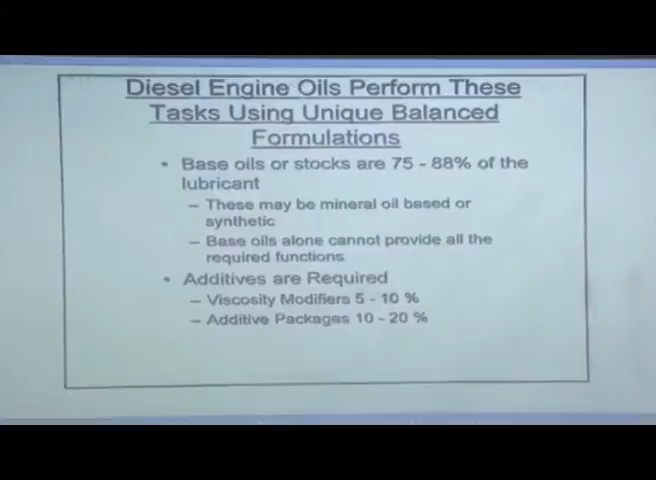 Diesel Engine Oils Perform These
Tasks Using Unique Balanced
Formulations
• Base oils or stocks are 75 - 88% of the
lubricant
– These may be mineral oil based or
synthetic
– Base oils alone cannot provide all the
required functions
• Additives are Required
– Viscosity Modifiers 5 - 10 %
– Additive Packages 10 - 20 %